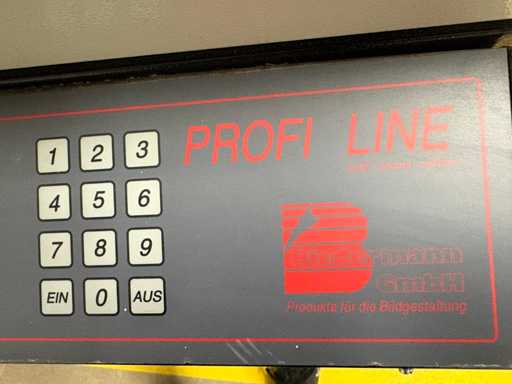 PROFI LINE
1 2 3
4 5 6
7 8 9
EIN 0 AUS
GmbH
Produkte für die Bildgestaltung